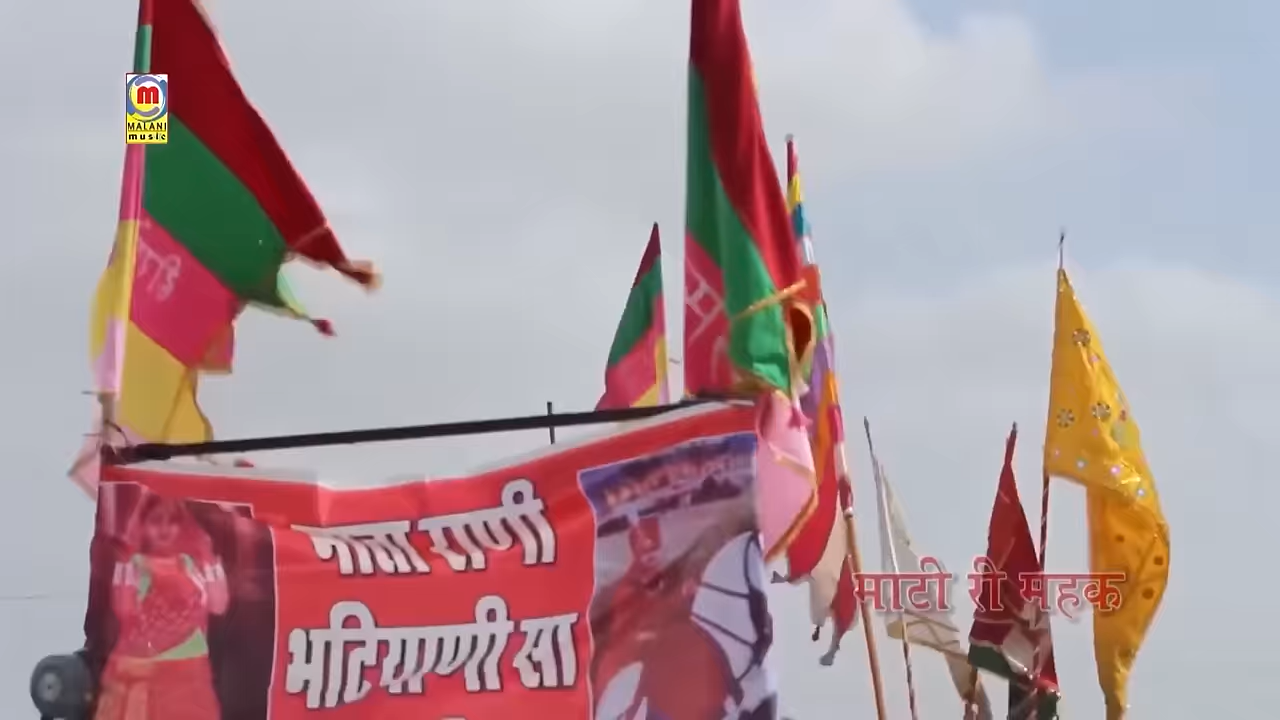 m
MALANI
music
माता राणी
भटियाणी सा
माटी री महक